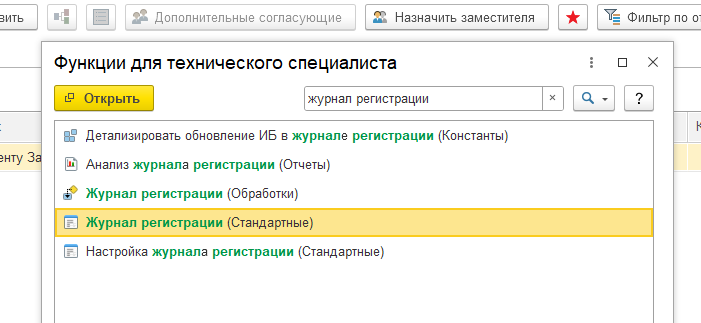 вить
Дополнительные согласующие
Назначить заместителя
Фильтр по от
Функции для технического специалиста
Открыть
журнал регистрации
?
Детализировать обновление ИБ в журнале регистрации (Константы)
Анализ журнала регистрации (Отчеты)
Журнал регистрации (Обработки)
Журнал регистрации (Стандартные)
Настройка журнала регистрации (Стандартные)
енту За